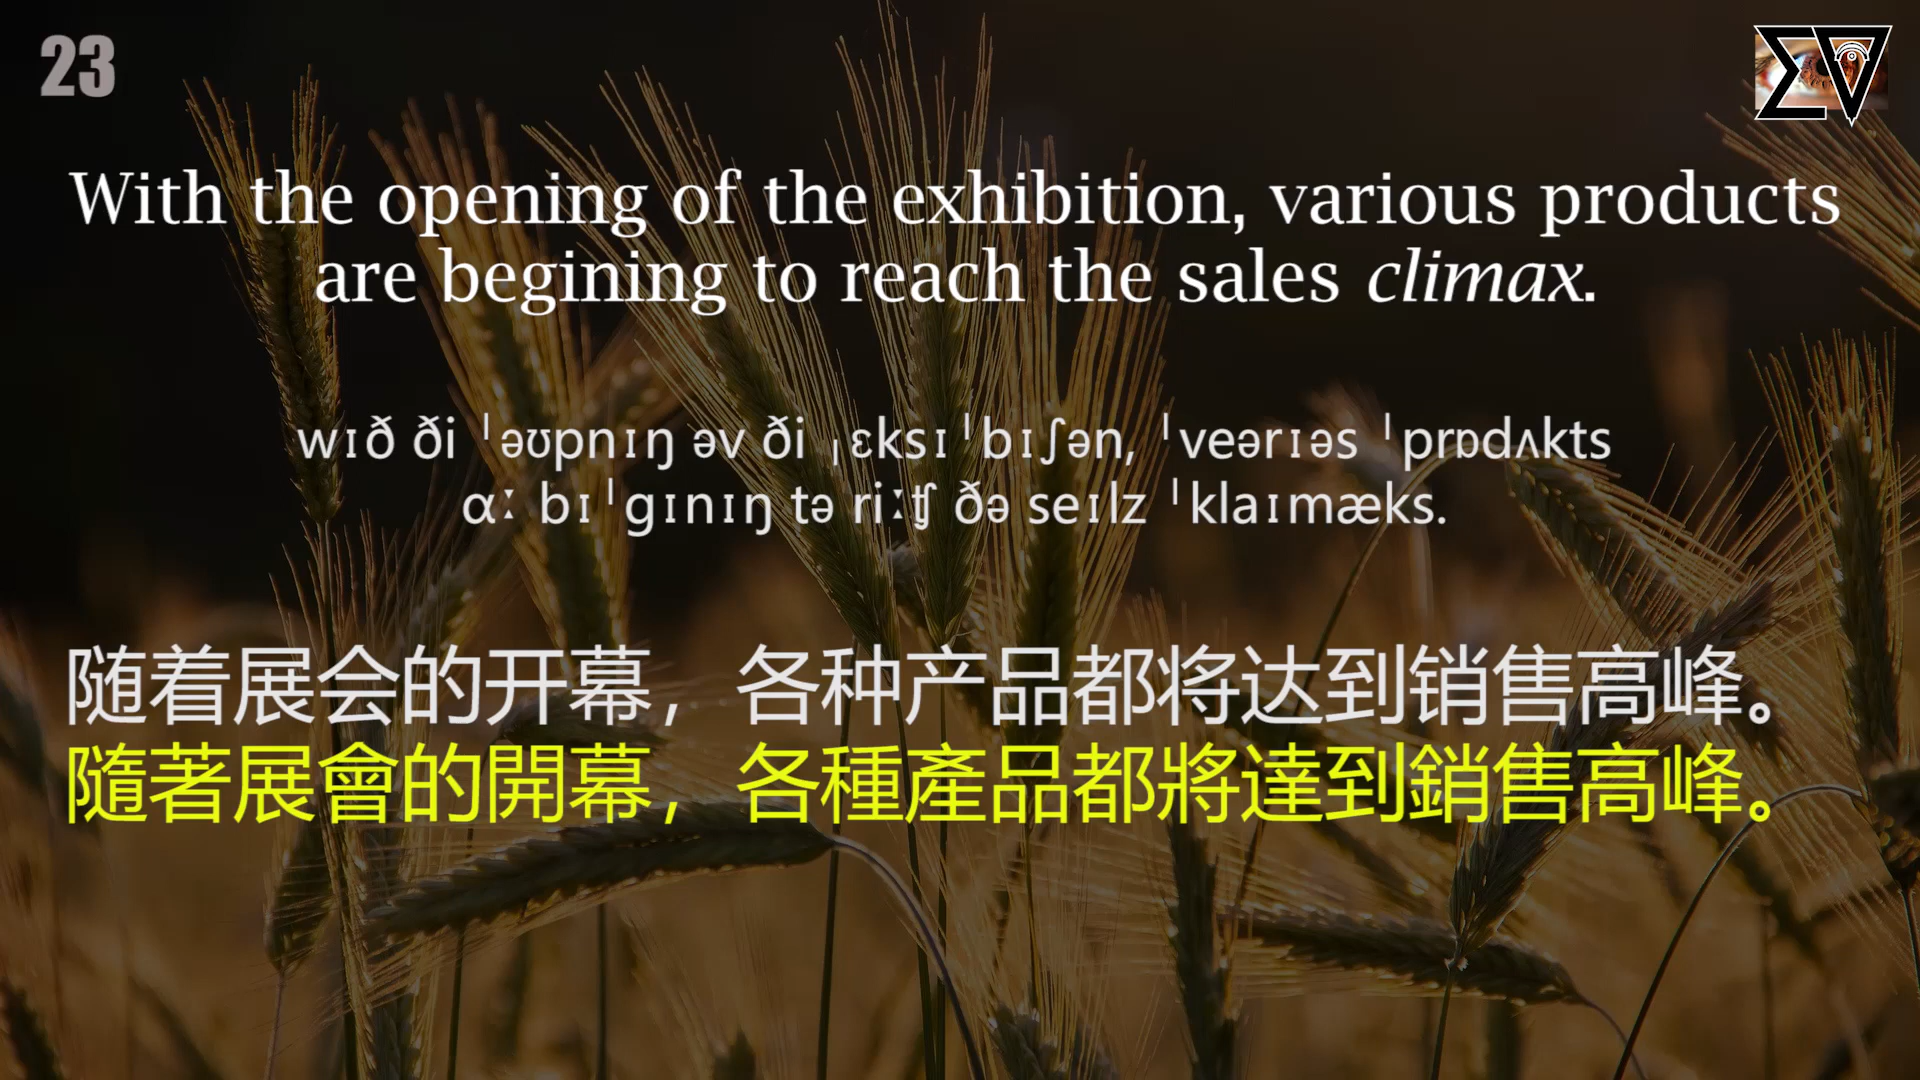 23
With the opening of the exhibition, various products
are begining to reach the sales climax.
wɪð ði ˈəʊpnɪŋ əv ði ˌɛksɪˈbɪʃən, ˈveərɪəs ˈprɒdʌkts
ɑː bɪˈgɪnɪŋ tə riːʧ ðə seɪlz ˈklaɪmæks.
随着展会的开幕，各种产品都将达到销售高峰。
隨著展會的開幕，各種產品都將達到銷售高峰。